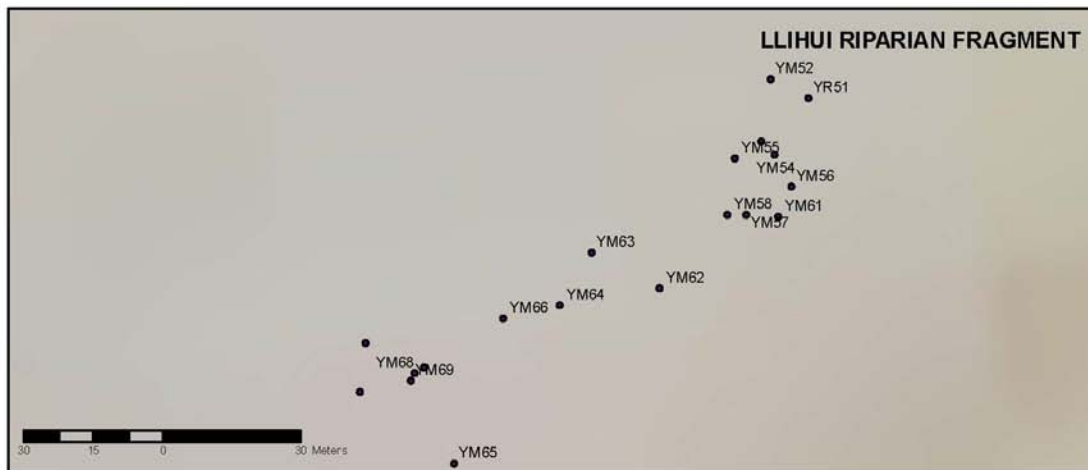 LLIHUI RIPARIAN FRAGMENT
YM52
YR51
YM55
YM54
YM56
YM58
YM61
YM57
YM63
YM62
YM64
YM66
YM68
YM69
YM65
30 15 0 30 Meters